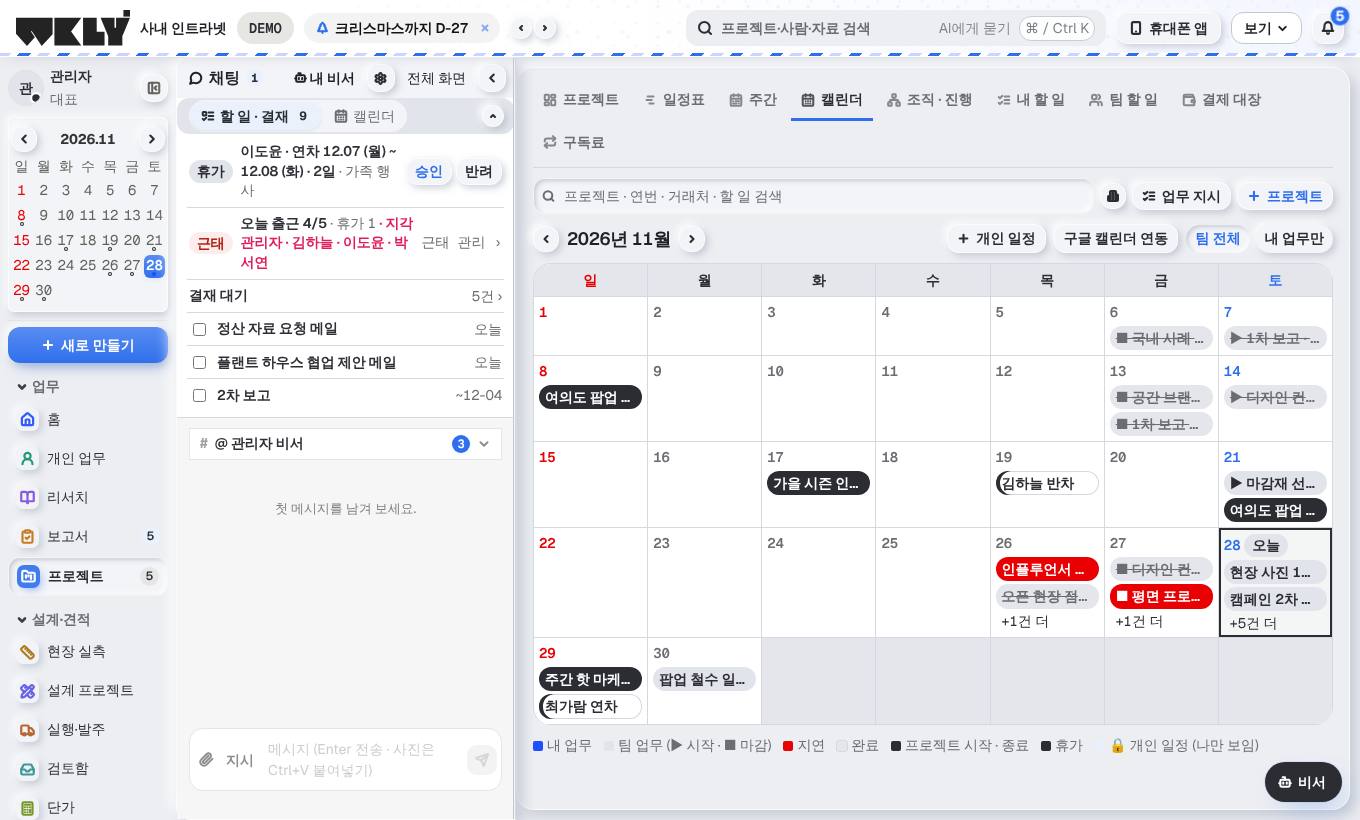 WKLY
사내 인트라넷
DEMO
크리스마스까지 D-27 ×
프로젝트·사람·자료 검색
AI에게 묻기
⌘ / Ctrl K
휴대폰 앱
보기
5
관
관리자
대표
2026.11
일 월 화 수 목 금 토
1 2 3 4 5 6 7
8 9 10 11 12 13 14
15 16 17 18 19 20 21
22 23 24 25 26 27 28
29 30
+ 새로 만들기
업무
홈
개인 업무
리서치
보고서 5
프로젝트 5
설계·견적
현장 실측
설계 프로젝트
실행·발주
검토함
단가
채팅 1
내 비서
전체 화면
할 일 · 결재 9
캘린더
휴가
이도윤 · 연차 12.07 (월) ~
12.08 (화) · 2일 · 가족 행
사
승인
반려
근태
오늘 출근 4/5 · 휴가 1 · 지각
관리자 · 김하늘 · 이도윤 · 박
서연
근태 관리 ›
결재 대기 5건 ›
정산 자료 요청 메일 오늘
플랜트 하우스 협업 제안 메일 오늘
2차 보고 ~12-04
# @ 관리자 비서 3
첫 메시지를 남겨 보세요.
지시
메시지 (Enter 전송 · 사진은
Ctrl+V 붙여넣기)
프로젝트
일정표
주간
캘린더
조직 · 진행
내 할 일
팀 할 일
결제 대장
구독료
프로젝트 · 연번 · 거래처 · 할 일 검색
업무 지시
+ 프로젝트
2026년 11월
+ 개인 일정
구글 캘린더 연동
팀 전체
내 업무만
일 월 화 수 목 금 토
1 2 3 4 5 6 7
■ 국내 사례 …
▶ 1차 보고 · …
8 9 10 11 12 13 14
여의도 팝업 …
■ 공간 브랜…
▶ 디자인 컨…
■ 1차 보고 …
15 16 17 18 19 20 21
가을 시즌 인…
김하늘 반차
▶ 마감재 선…
여의도 팝업 …
22 23 24 25 26 27 28 오늘
인플루언서 …
■ 디자인 컨…
현장 사진 1…
오픈 현장 점…
■ 평면 프로…
캠페인 2차 …
+1건 더
+1건 더
+5건 더
29 30
주간 핫 마케…
팝업 철수 일…
최가람 연차
내 업무
팀 업무 (▶ 시작 · ■ 마감)
지연
완료
프로젝트 시작 · 종료
휴가
🔒 개인 일정 (나만 보임)
비서